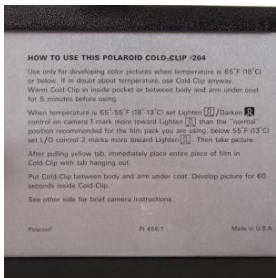 HOW TO USE THIS POLAROID COLD-CLIP #204
Use only for developing color pictures when temperature is 65°F (18°C)
or below. If in doubt about temperature, use Cold-Clip anyway.
Warm Cold-Clip in inside pocket or between body and arm under coat
for 5 minutes before using.
When temperature is 65°-55°F (18°-13°C) set Lighten /Darken
control on camera 1 mark more toward Lighten than the "normal"
position recommended for the film pack you are using; below 55°F (13°C)
set L/D control 2 marks more toward Lighten. Then take picture.
After pulling yellow tab, immediately place entire piece of film in
Cold-Clip with tab hanging out.
Put Cold-Clip between body and arm under coat. Develop picture for 60
seconds inside Cold-Clip.
See other side for brief camera instructions.
Polaroid® Made in U.S.A.